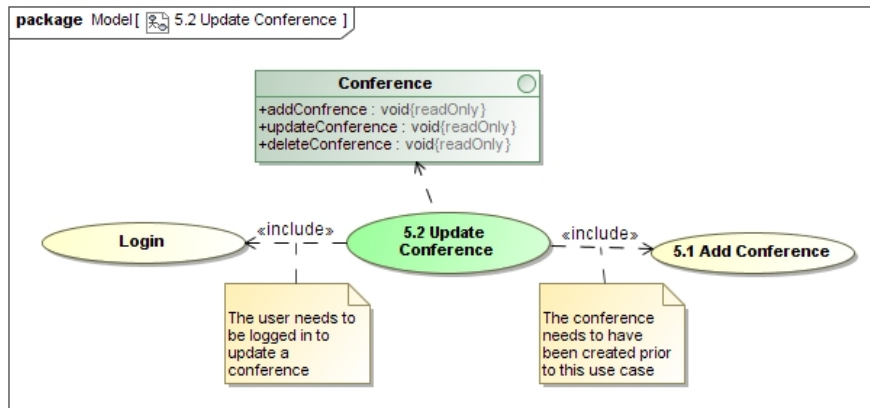 package Model[ 5.2 Update Conference ]
Conference
+addConfrence : void{readOnly}
+updateConference : void{readOnly}
+deleteConference : void{readOnly}
«include»
«include»
Login
5.2 Update
Conference
5.1 Add Conference
The user needs to
be logged in to
update a
conference
The conference
needs to have
been created prior
to this use case